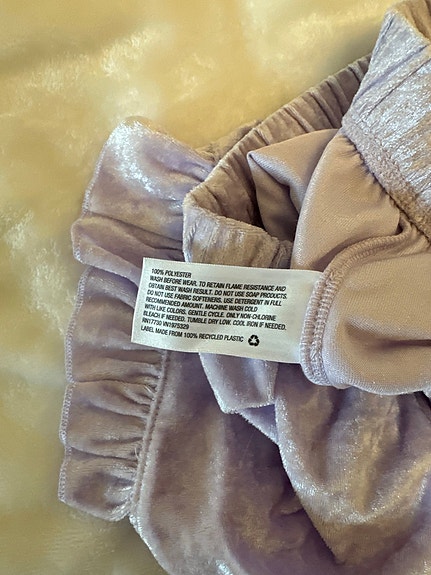 100% POLYESTER
WASH BEFORE WEAR. TO RETAIN FLAME RESISTANCE AND
OBTAIN BEST WASH RESULT. DO NOT USE SOAP PRODUCTS.
DO NOT USE FABRIC SOFTENERS. USE DETERGENT IN FULL
RECOMMENDED AMOUNT. MACHINE WASH COLD
WITH LIKE COLORS. GENTLE CYCLE. ONLY NON-CHLORINE
BLEACH IF NEEDED. TUMBLE DRY LOW. COOL IRON IF NEEDED.
RN17730 VN1975329
LABEL MADE FROM 100% RECYCLED PLASTIC